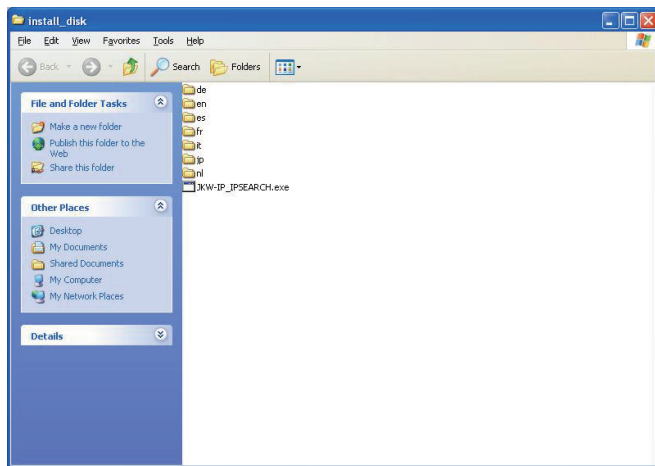 install_disk
File Edit View Favorites Tools Help
Back Search Folders
File and Folder Tasks
Make a new folder
Publish this folder to the
Web
Share this folder
Other Places
Desktop
My Documents
Shared Documents
My Computer
My Network Places
Details
de
en
es
fr
it
jp
nl
JKW-IP_IPSEARCH.exe